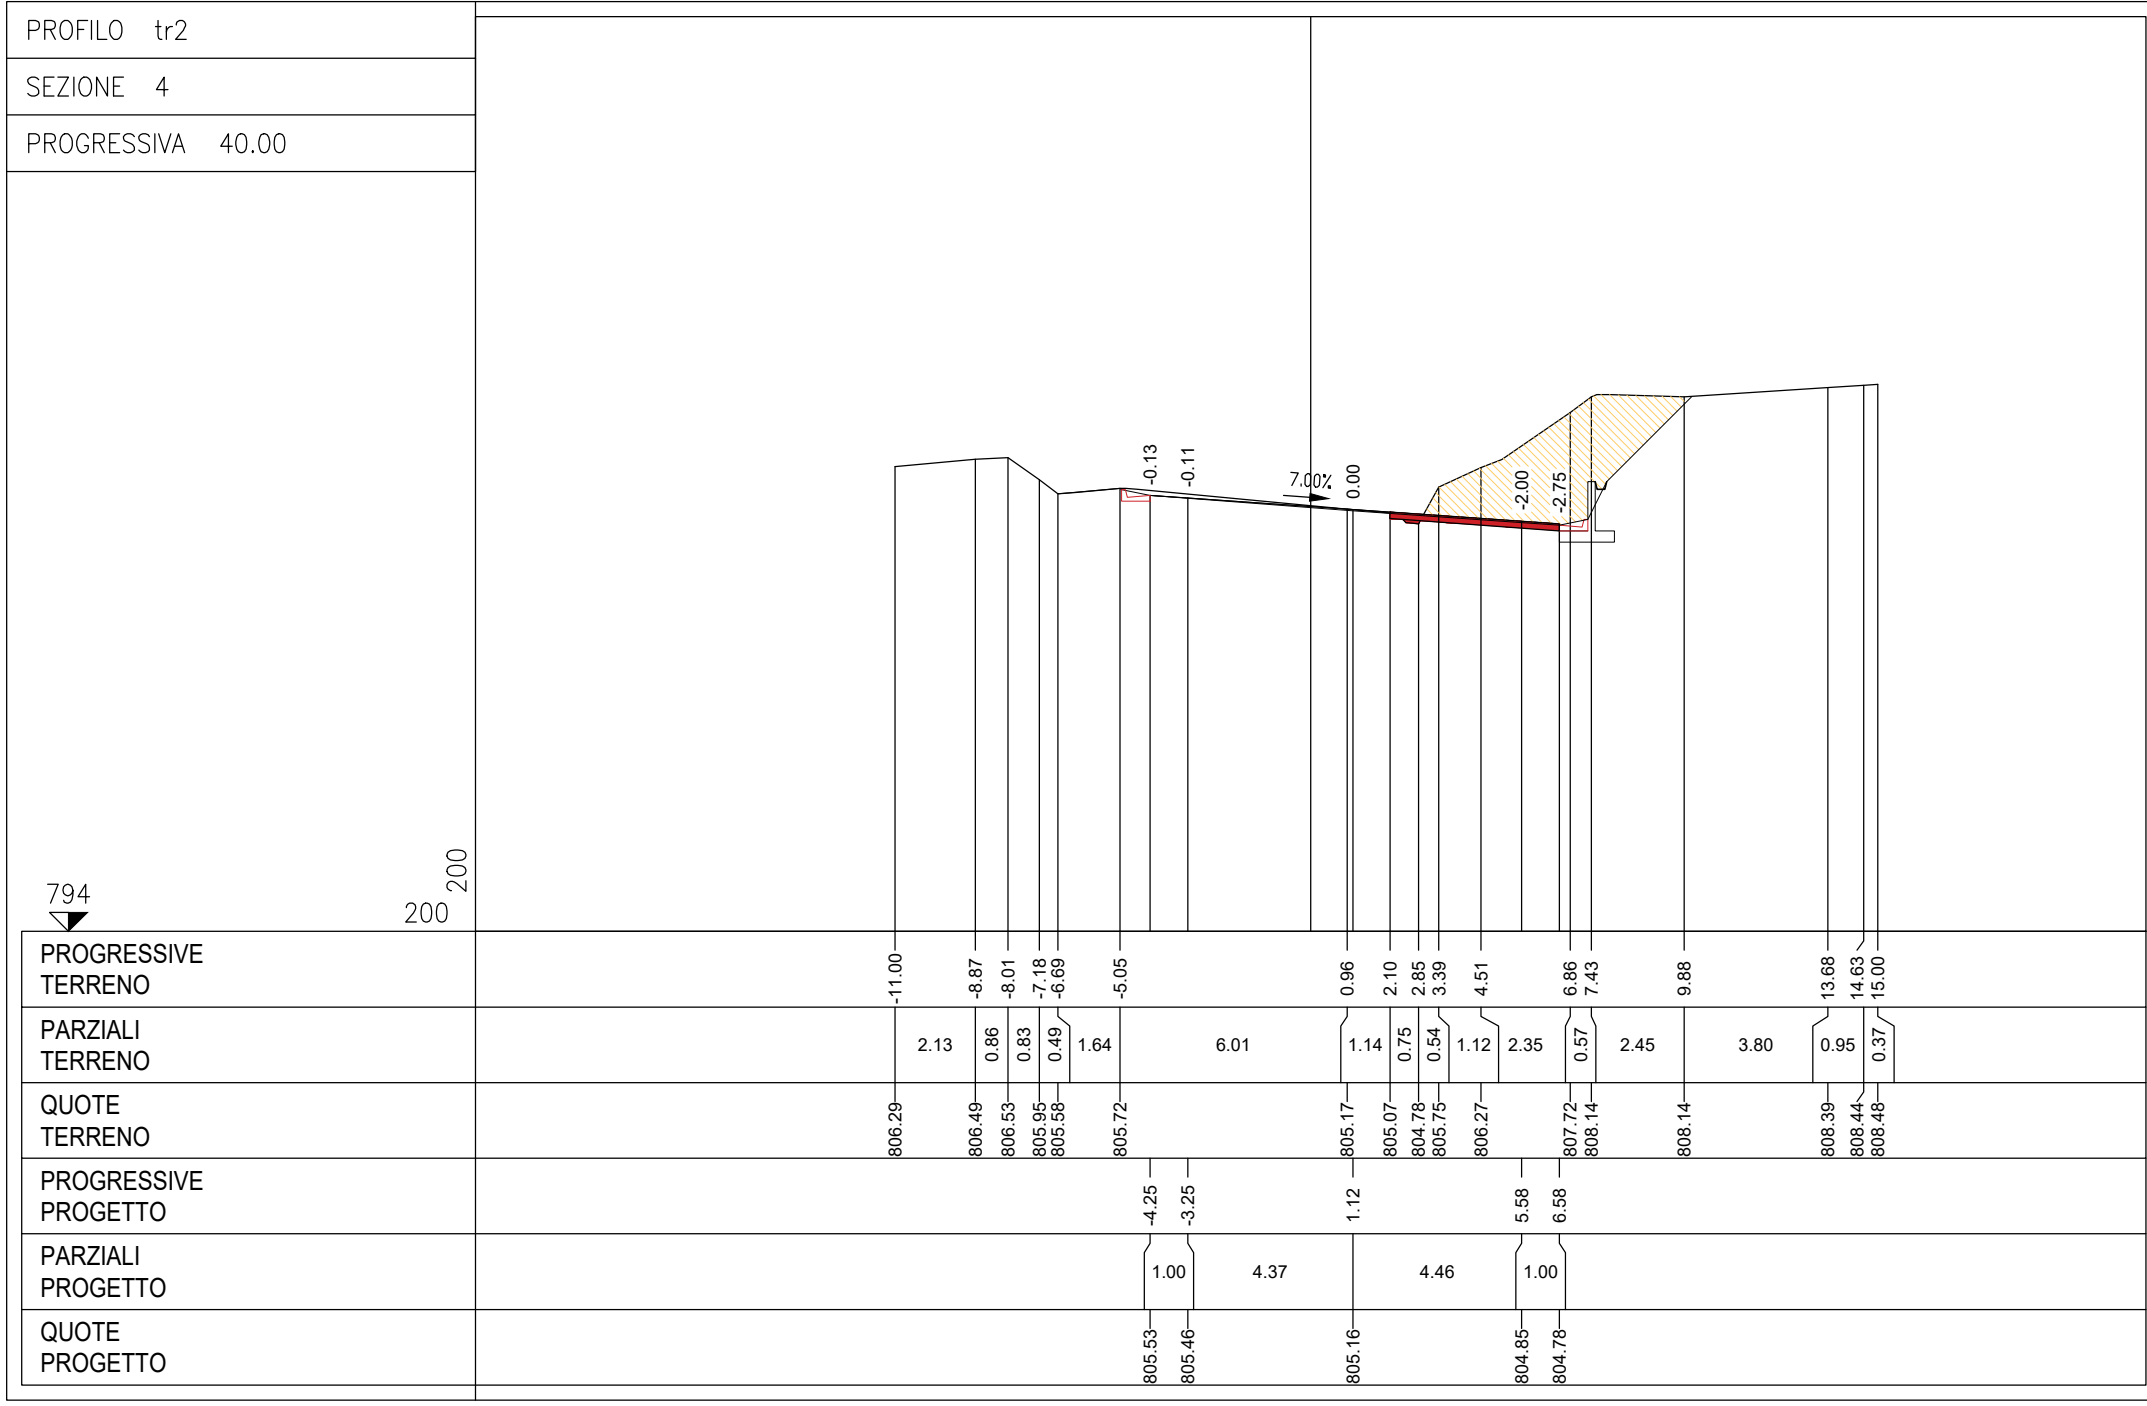 PROFILO tr2
SEZIONE 4
PROGRESSIVA 40.00
-0.13
-0.11
7.00%
0.00
-2.00
-2.75
794
200
200
PROGRESSIVE
TERRENO
-11.00 -8.87 -8.01 -7.18 -6.69 -5.05 0.96 2.10 2.85 3.39 4.51 6.86 7.43 9.88 13.68 14.63 15.00
PARZIALI
TERRENO
2.13 0.86 0.83 0.49 1.64 6.01 1.14 0.75 0.54 1.12 2.35 0.57 2.45 3.80 0.95 0.37
QUOTE
TERRENO
806.29 806.49 806.53 805.95 805.58 805.72 805.17 805.07 804.78 805.75 806.27 807.72 808.14 808.14 808.39 808.44 808.48
PROGRESSIVE
PROGETTO
-4.25 -3.25 1.12 5.58 6.58
PARZIALI
PROGETTO
1.00 4.37 4.46 1.00
QUOTE
PROGETTO
805.53 805.46 805.16 804.85 804.78